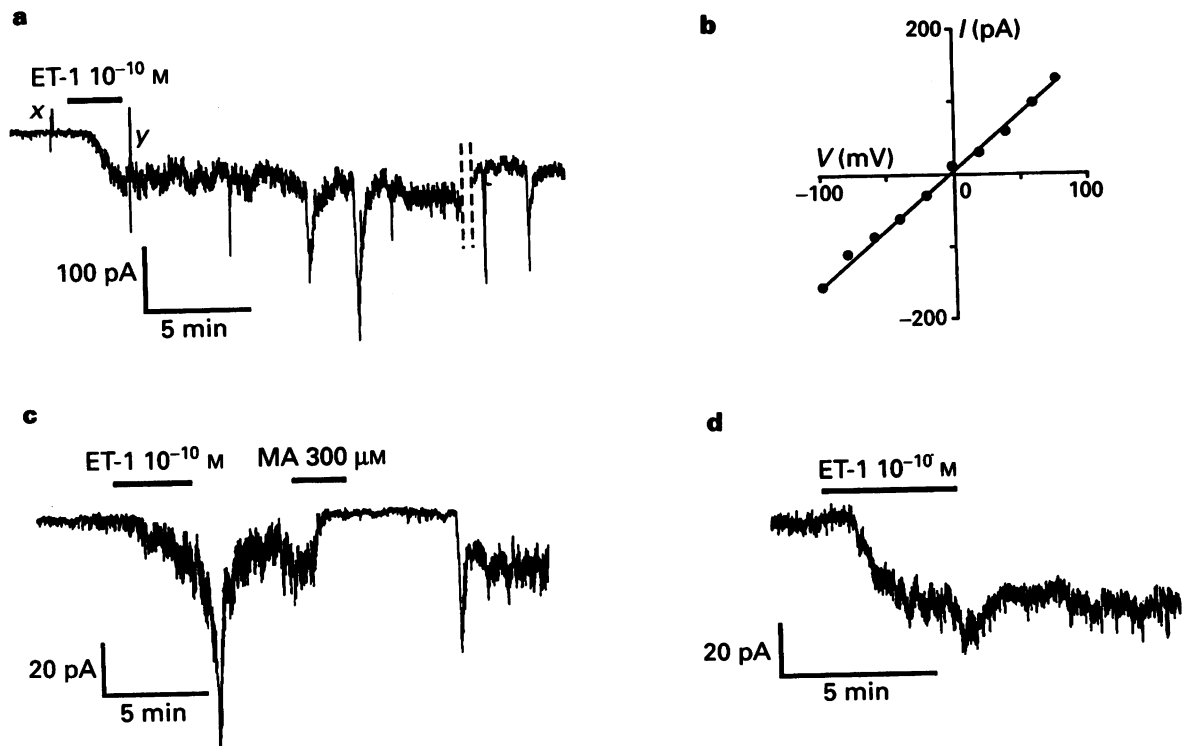 a
ET-1 10⁻¹⁰ M
x
y
100 pA
5 min
b
200
I (pA)
V (mV)
−100
0
100
−200
c
ET-1 10⁻¹⁰ M
MA 300 μM
20 pA
5 min
d
ET-1 10⁻¹⁰ M
20 pA
5 min